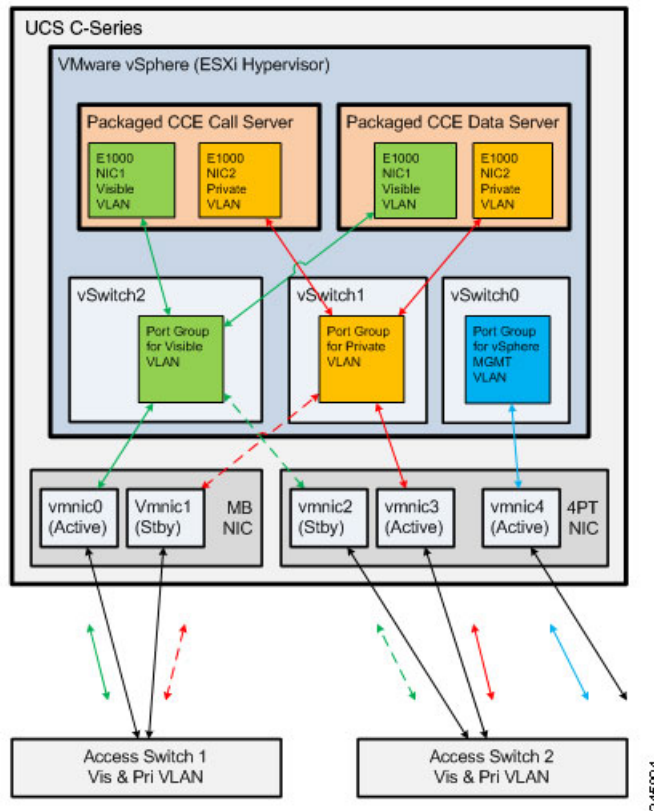 UCS C-Series
VMware vSphere (ESXi Hypervisor)
Packaged CCE Call Server
E1000
NIC1
Visible
VLAN
E1000
NIC2
Private
VLAN
Packaged CCE Data Server
E1000
NIC1
Visible
VLAN
E1000
NIC2
Private
VLAN
vSwitch2
Port Group
for Visible
VLAN
vSwitch1
Port Group
for Private
VLAN
vSwitch0
Port Group
for vSphere
MGMT
VLAN
vmnic0
(Active)
Vmnic1
(Stby)
MB
NIC
vmnic2
(Stby)
vmnic3
(Active)
vmnic4
(Active)
4PT
NIC
Access Switch 1
Vis & Pri VLAN
Access Switch 2
Vis & Pri VLAN